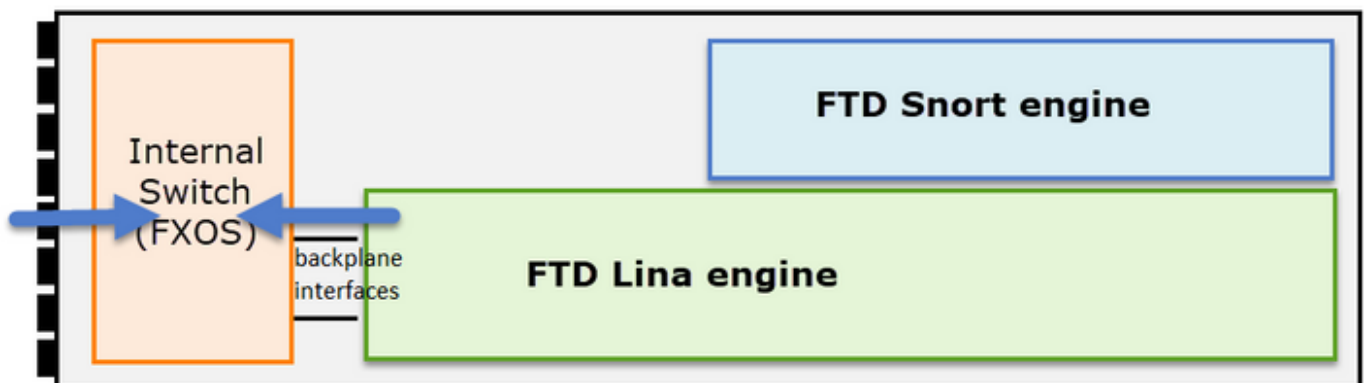 FTD Snort engine
Internal
Switch
(FXOS)
backplane
interfaces
FTD Lina engine